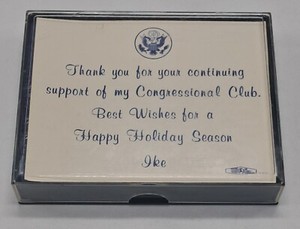 Thank you for your continuing
support of my Congressional Club.
Best Wishes for a
Happy Holiday Season
Ike